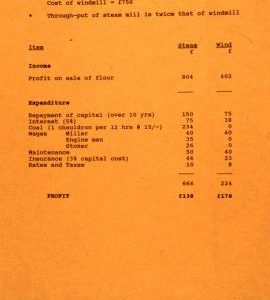 Cost of windmill = £750
* Through-put of steam mill is twice that of windmill
Item Steam Wind
£ £
Income
Profit on sale of flour 804 402
Expenditure
Repayment of capital (over 10 yrs) 150 75
Interest (5%) 75 38
Coal (1 chauldron per 12 hrs @ 15/-) 234 0
Wages Miller 40 40
Engine man 35 0
Stoker 26 0
Maintenance 50 40
Insurance (3% capital cost) 46 23
Rates and Taxes 10 8
666 224
PROFIT £138 £178